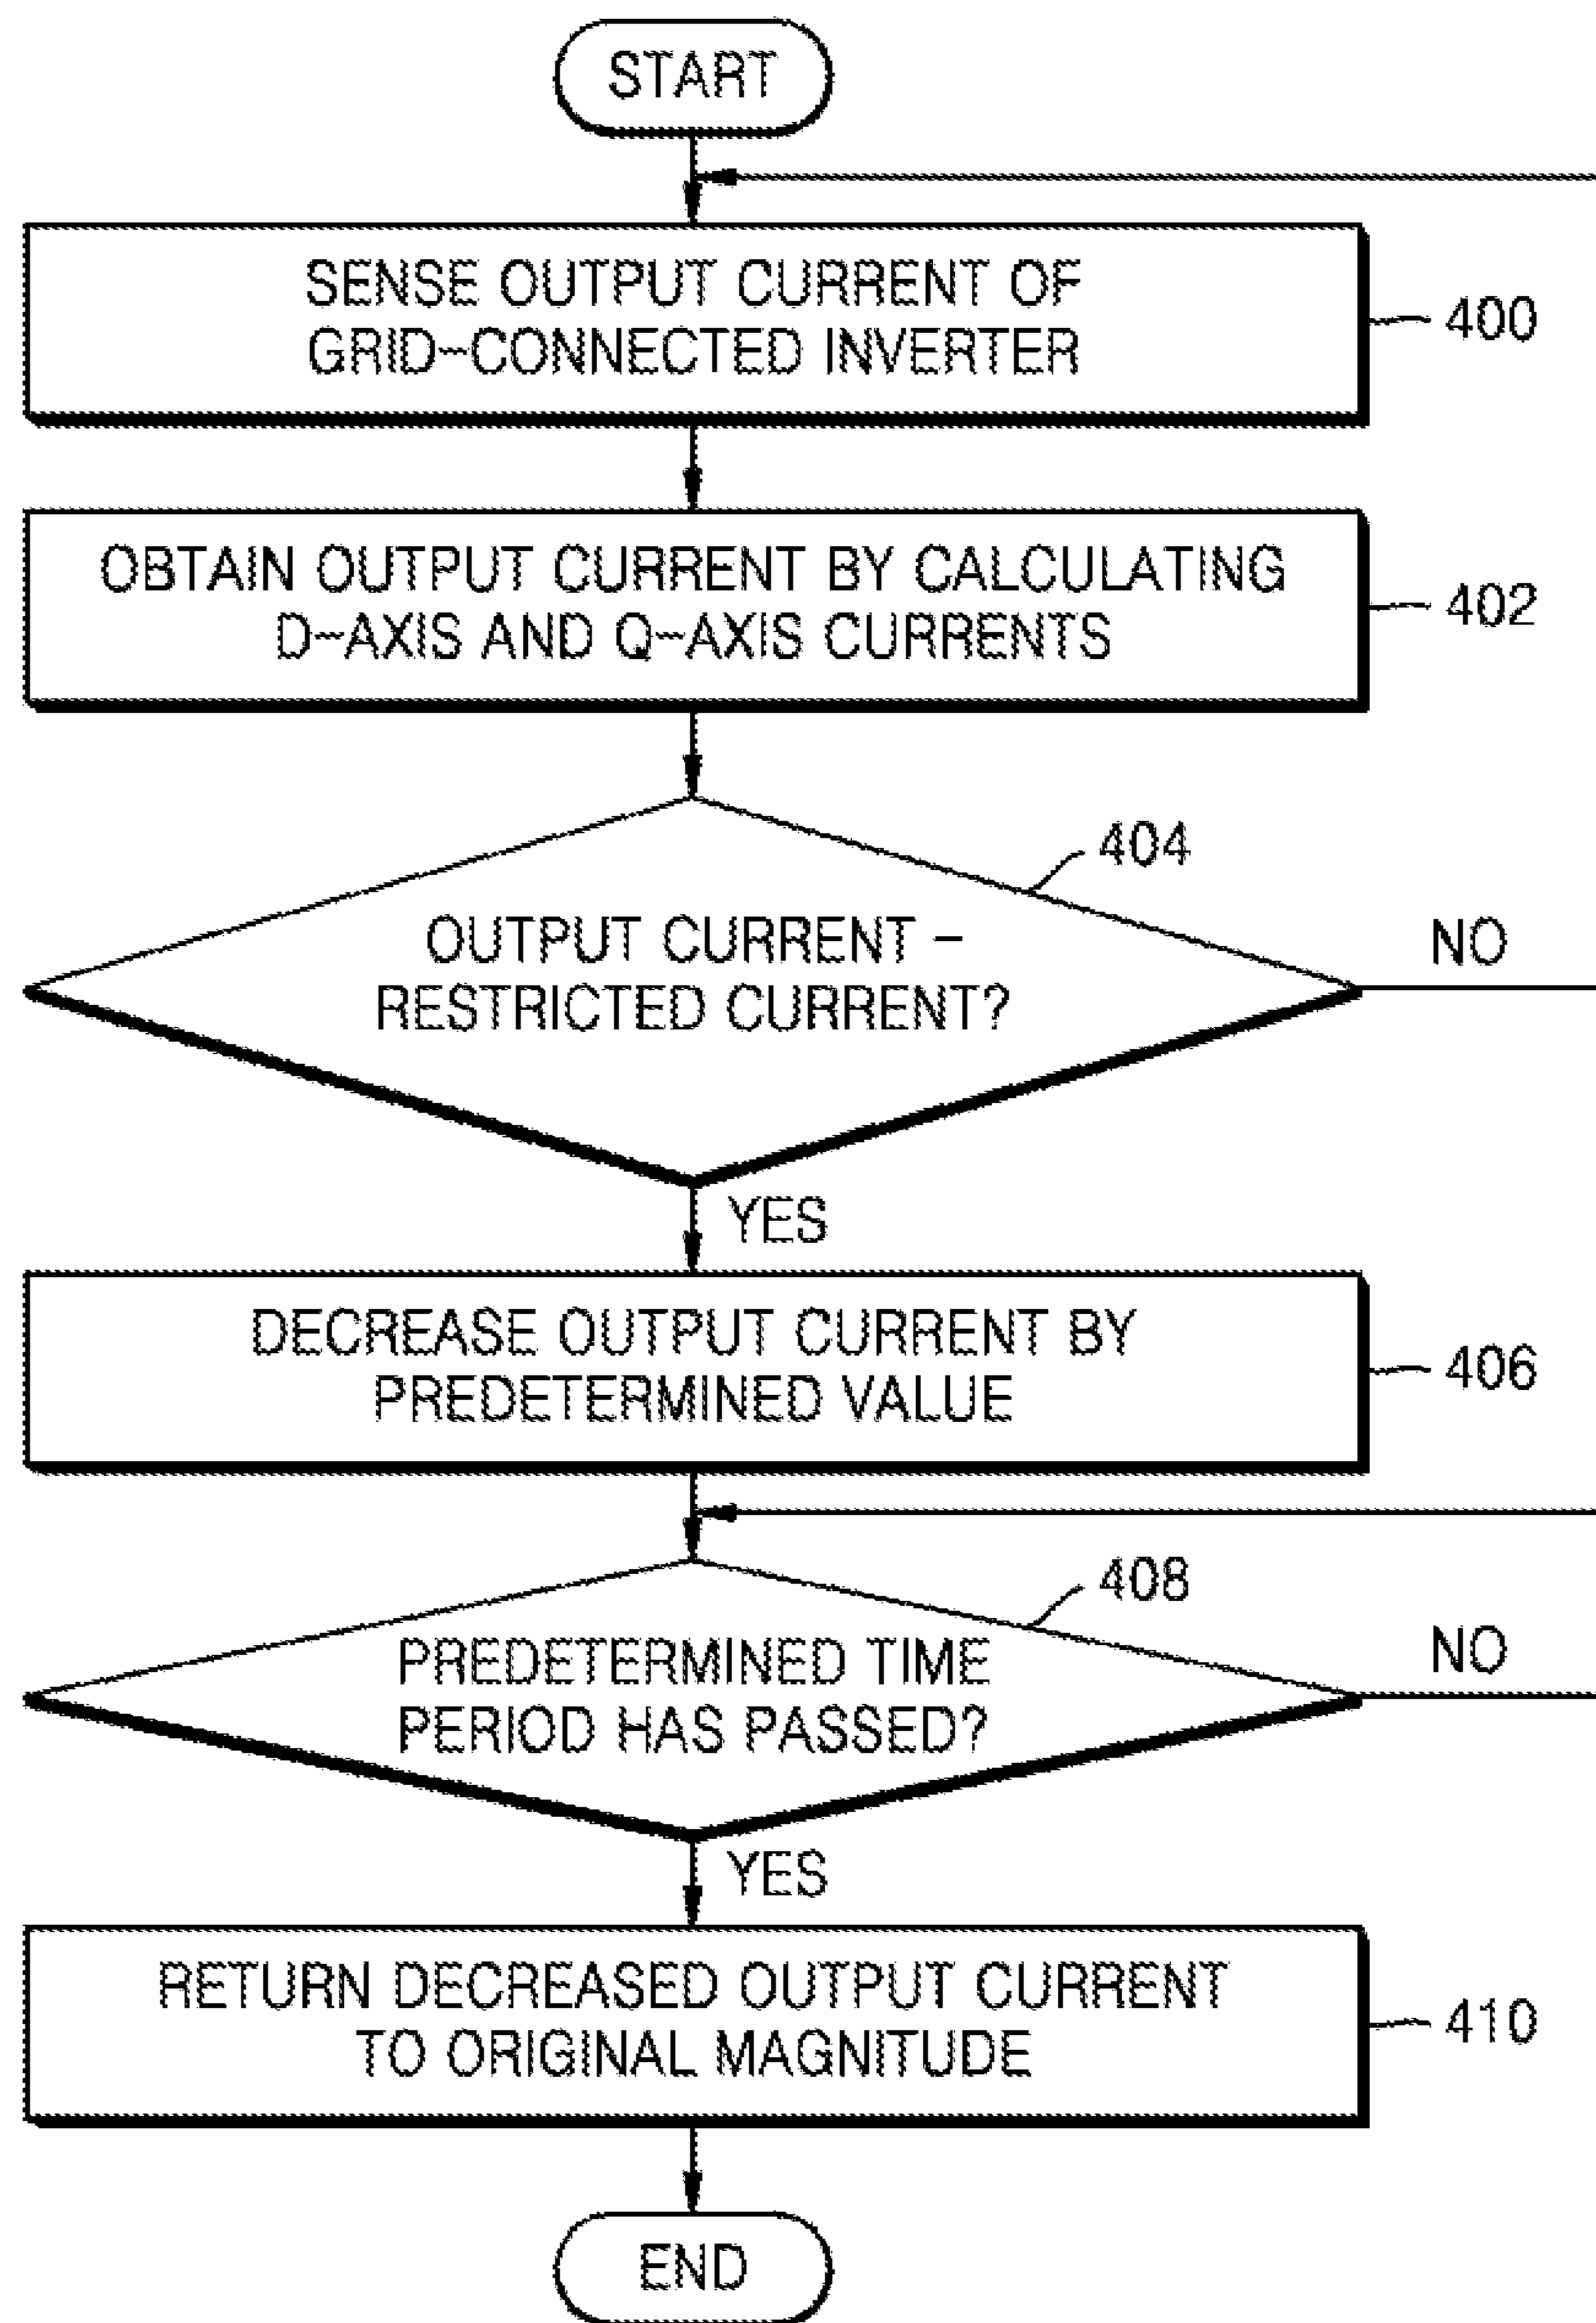 START
SENSE OUTPUT CURRENT OF
GRID-CONNECTED INVERTER
400
OBTAIN OUTPUT CURRENT BY CALCULATING
D-AXIS AND Q-AXIS CURRENTS
402
404
OUTPUT CURRENT –
RESTRICTED CURRENT?
NO
YES
DECREASE OUTPUT CURRENT BY
PREDETERMINED VALUE
406
408
PREDETERMINED TIME
PERIOD HAS PASSED?
NO
YES
RETURN DECREASED OUTPUT CURRENT
TO ORIGINAL MAGNITUDE
410
END